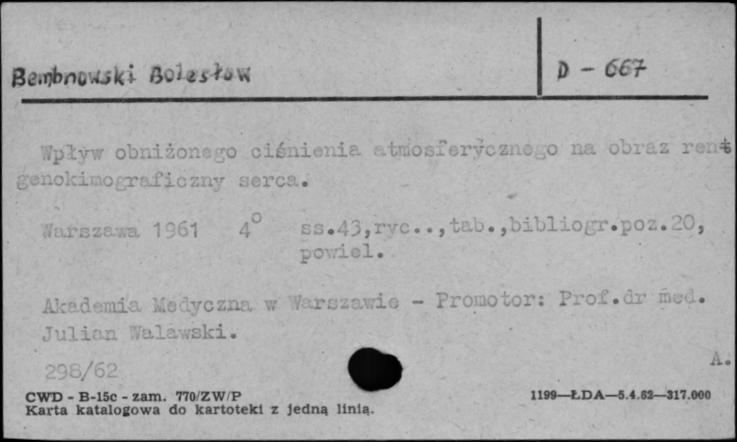 Bembnowski Bolesław D - 667
Wpływ obniżonego ciśnienia atmosferycznego na obraz rent
genokimograficzny serca.
Warszawa 1961 4° ss.43,ryc..,tab.,bibliogr.poz.20,
powiel.
Akademia Medyczna w Warszawie - Promotor: Prof.dr med.
Julian Walawski.
298/62
A.
CWD - B-15c - zam. 770/ZW/P 1199—ŁDA—5.4.62—317.000
Karta katalogowa do kartoteki z jedną linią.